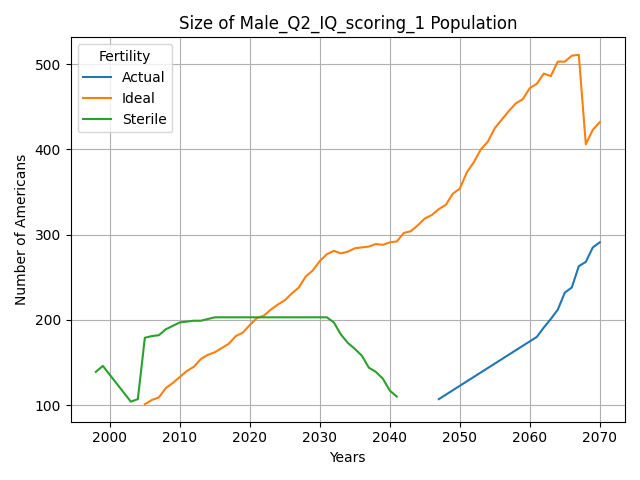 Size of Male_Q2_IQ_scoring_1 Population
Fertility
Actual
Ideal
Sterile
Number of Americans
500
400
300
200
100
2000 2010 2020 2030 2040 2050 2060 2070
Years